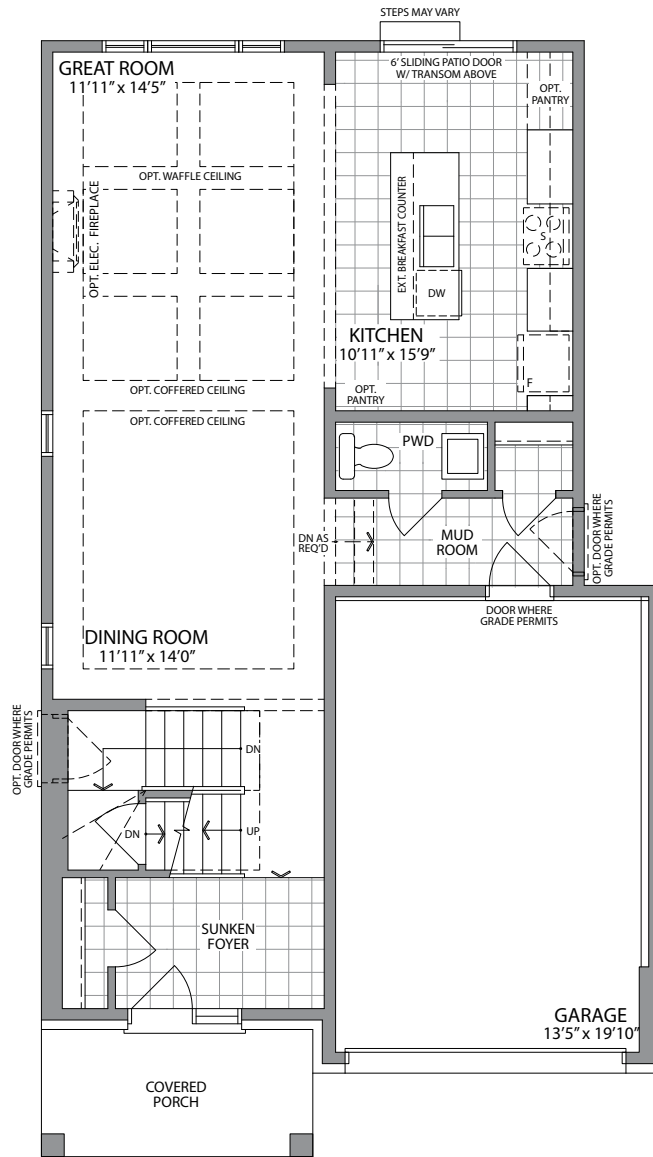 STEPS MAY VARY
GREAT ROOM
11'11" x 14'5"
6' SLIDING PATIO DOOR
W/ TRANSOM ABOVE
OPT.
PANTRY
OPT. WAFFLE CEILING
OPT. ELEC. FIREPLACE
EXT. BREAKFAST COUNTER
S
DW
KITCHEN
10'11" x 15'9"
F
OPT.
PANTRY
OPT. COFFERED CEILING
OPT. COFFERED CEILING
PWD
DN AS
REQ'D
MUD
ROOM
OPT. DOOR WHERE
GRADE PERMITS
DOOR WHERE
GRADE PERMITS
DINING ROOM
11'11" x 14'0"
OPT. DOOR WHERE
GRADE PERMITS
DN
DN
UP
SUNKEN
FOYER
GARAGE
13'5" x 19'10"
COVERED
PORCH